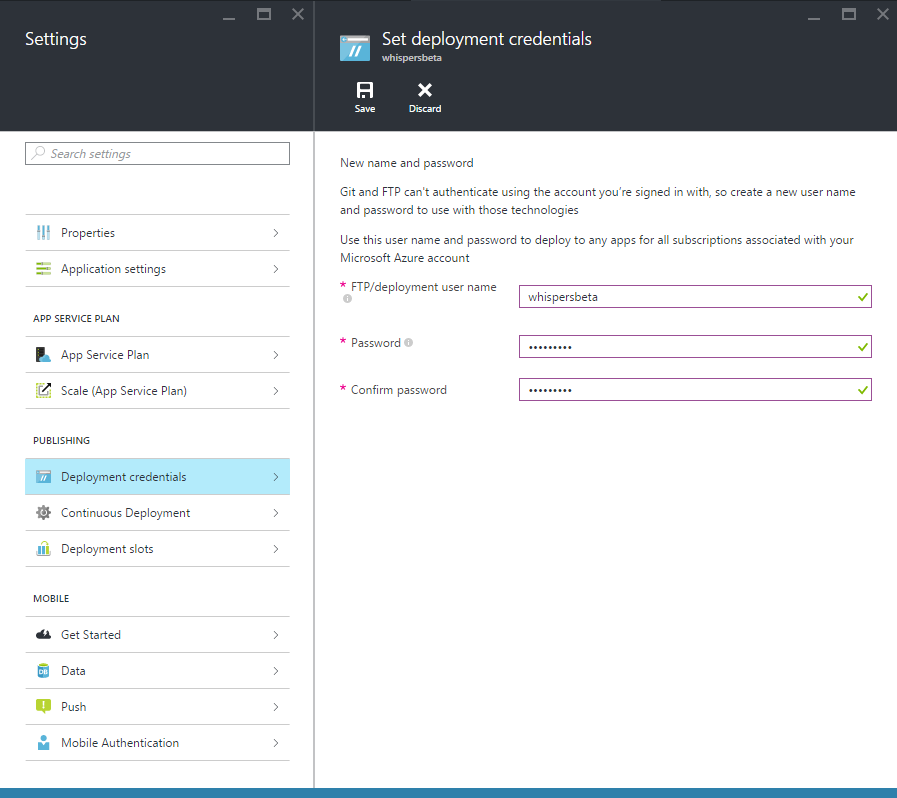 Settings
Search settings
Properties
Application settings
APP SERVICE PLAN
App Service Plan
Scale (App Service Plan)
PUBLISHING
Deployment credentials
Continuous Deployment
Deployment slots
MOBILE
Get Started
Data
Push
Mobile Authentication
Set deployment credentials
whispersbeta
Save
Discard
New name and password
Git and FTP can't authenticate using the account you're signed in with, so create a new user name
and password to use with those technologies
Use this user name and password to deploy to any apps for all subscriptions associated with your
Microsoft Azure account
* FTP/deployment user name
whispersbeta
* Password
•••••••••
* Confirm password
•••••••••